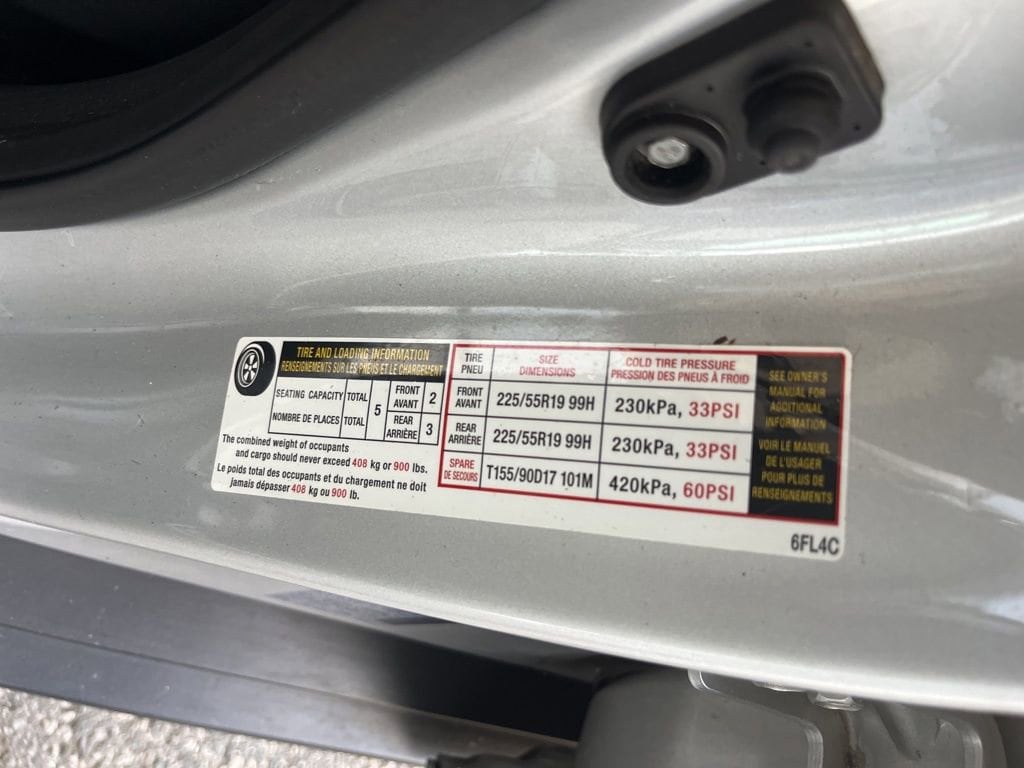 TIRE AND LOADING INFORMATION
RENSEIGNEMENTS SUR LES PNEUS ET LE CHARGEMENT
SEATING CAPACITY TOTAL 5 FRONT AVANT 2
NOMBRE DE PLACES TOTAL REAR ARRIÈRE 3
The combined weight of occupants
and cargo should never exceed 408 kg or 900 lbs.
Le poids total des occupants et du chargement ne doit
jamais dépasser 408 kg ou 900 lb.
TIRE PNEU SIZE DIMENSIONS COLD TIRE PRESSURE PRESSION DES PNEUS À FROID
FRONT AVANT 225/55R19 99H 230kPa, 33PSI
REAR ARRIÈRE 225/55R19 99H 230kPa, 33PSI
SPARE DE SECOURS T155/90D17 101M 420kPa, 60PSI
SEE OWNER'S
MANUAL FOR
ADDITIONAL
INFORMATION
VOIR LE MANUEL
DE L'USAGER
POUR PLUS DE
RENSEIGNEMENTS
6FL4C